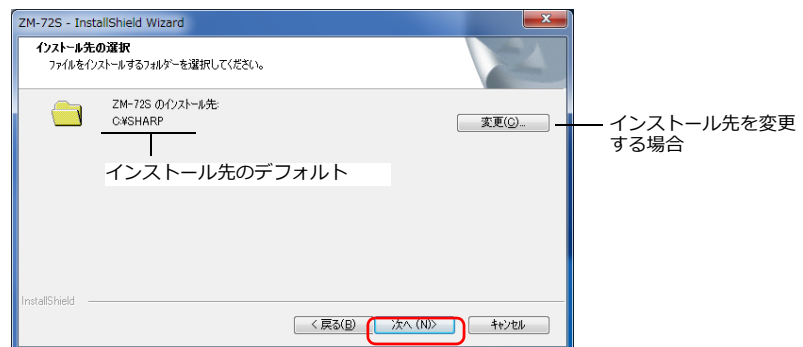 ZM-72S - InstallShield Wizard
インストール先の選択
ファイルをインストールするフォルダーを選択してください。
ZM-72S のインストール先:
C:¥SHARP
変更(C)...
インストール先を変更
する場合
インストール先のデフォルト
InstallShield
< 戻る(B)
次へ (N)>
キャンセル